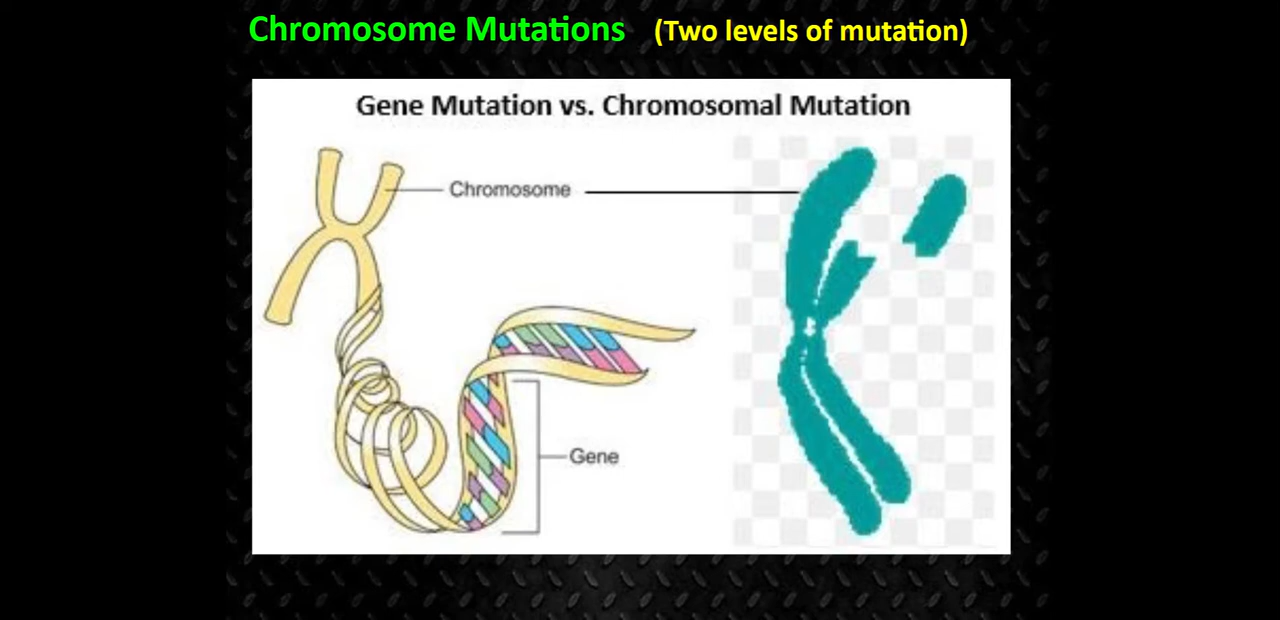 Chromosome Mutations (Two levels of mutation)
Gene Mutation vs. Chromosomal Mutation
Chromosome
Gene